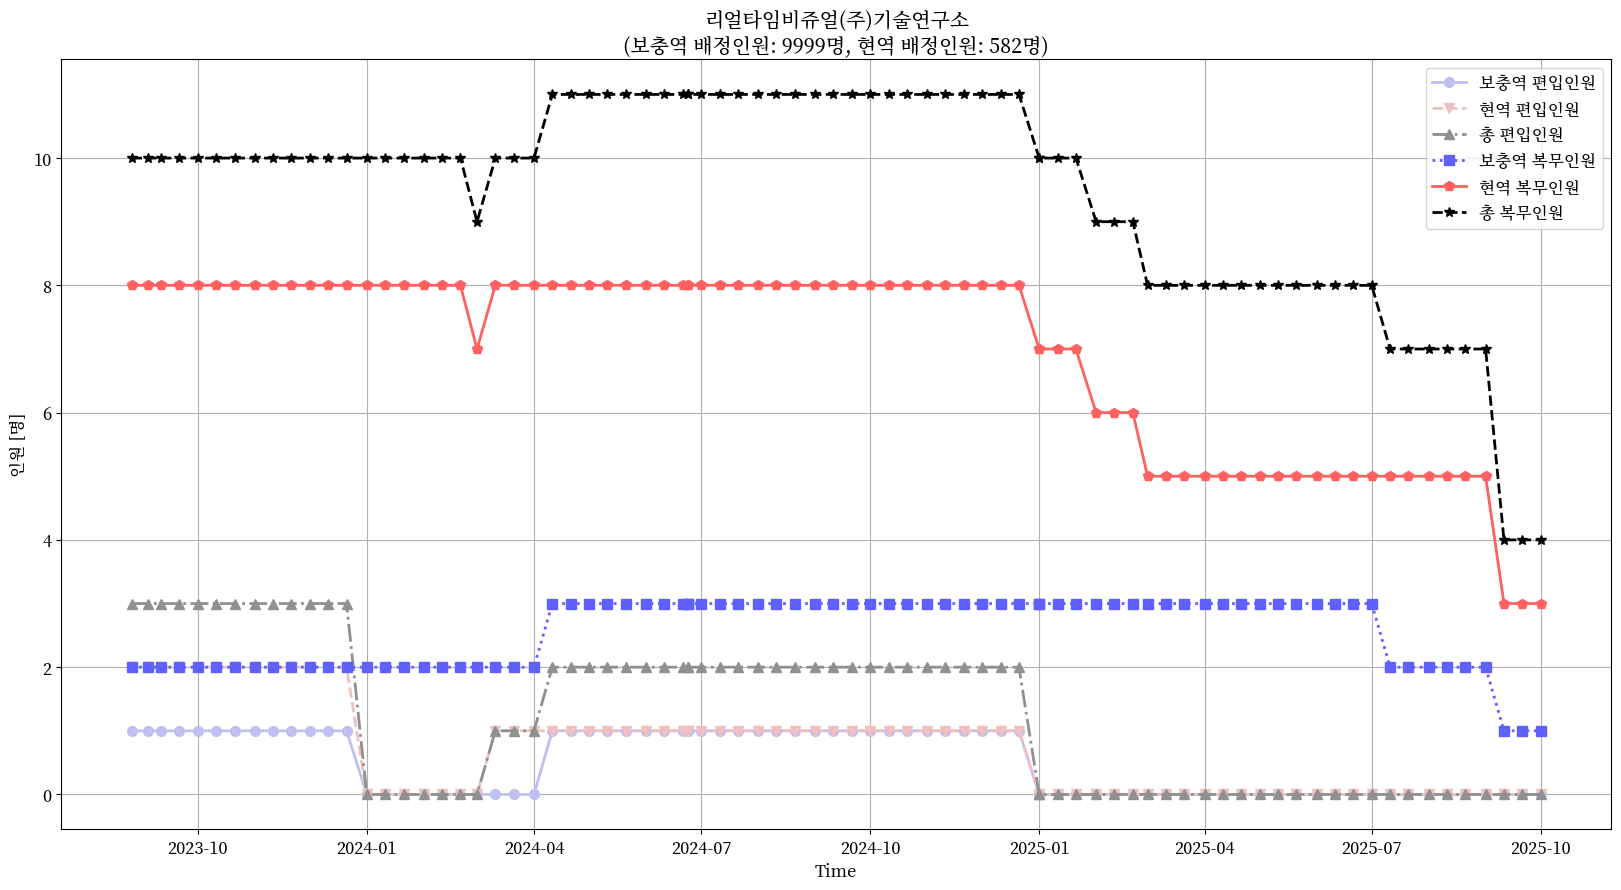 리얼타임비쥬얼(주)기술연구소
(보충역 배정인원: 9999명, 현역 배정인원: 582명)
보충역 편입인원
현역 편입인원
총 편입인원
보충역 복무인원
현역 복무인원
총 복무인원
인원 [명]
10
8
6
4
2
0
2023-10
2024-01
2024-04
2024-07
2024-10
2025-01
2025-04
2025-07
2025-10
Time